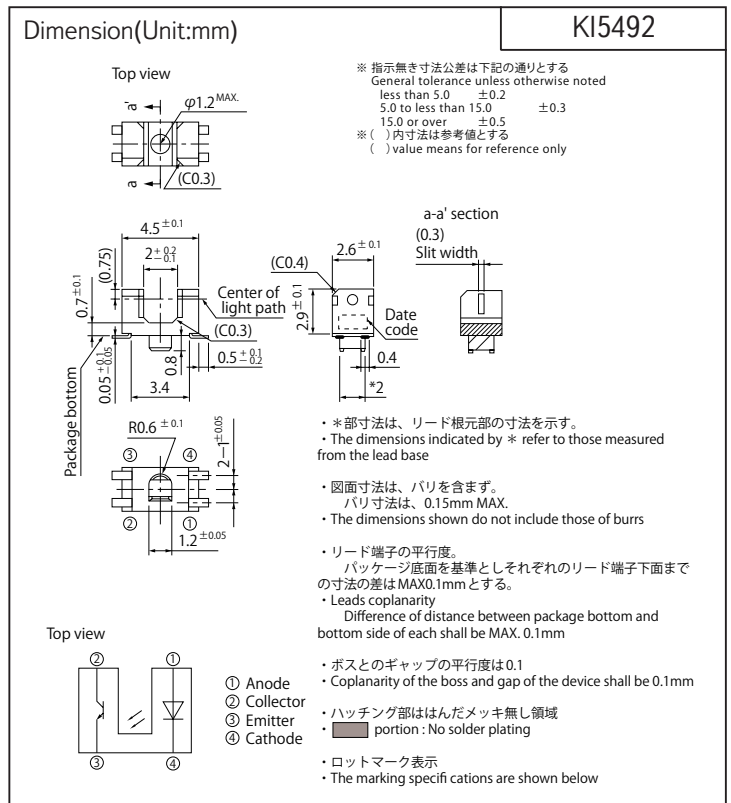 Dimension(Unit:mm)
KI5492
Top view
a'
φ1.2 MAX.
a
(C0.3)
※ 指示無き寸法公差は下記の通りとする
General tolerance unless otherwise noted
less than 5.0 ±0.2
5.0 to less than 15.0 ±0.3
15.0 or over ±0.5
※( )内寸法は参考値とする
( ) value means for reference only
4.5 ±0.1
2 +0.2 −0.1
(0.75)
0.7 ±0.1
Center of
light path
(C0.3)
0.05 +0.1 −0.05
0.8
0.5 +0.1 −0.2
3.4
Package bottom
2.6 ±0.1
(C0.4)
2.9 ±0.1
Date
code
0.4
*2
a-a' section
(0.3)
Slit width
R0.6 ±0.1
2−1 ±0.05
③ ④
② ①
1.2 ±0.05
・＊部寸法は、リード根元部の寸法を示す。
・The dimensions indicated by ＊ refer to those measured
from the lead base
・図面寸法は、バリを含まず。
バリ寸法は、0.15mm MAX.
・The dimensions shown do not include those of burrs
・リード端子の平行度。
パッケージ底面を基準としそれぞれのリード端子下面まで
の寸法の差はMAX0.1mmとする。
・Leads coplanarity
Difference of distance between package bottom and
bottom side of each shall be MAX. 0.1mm
・ボスとのギャップの平行度は0.1
・Coplanarity of the boss and gap of the device shall be 0.1mm
・ハッチング部ははんだメッキ無し領域
・ portion : No solder plating
・ロットマーク表示
・The marking specifi cations are shown below
Top view
② ①
③ ④
① Anode
② Collector
③ Emitter
④ Cathode